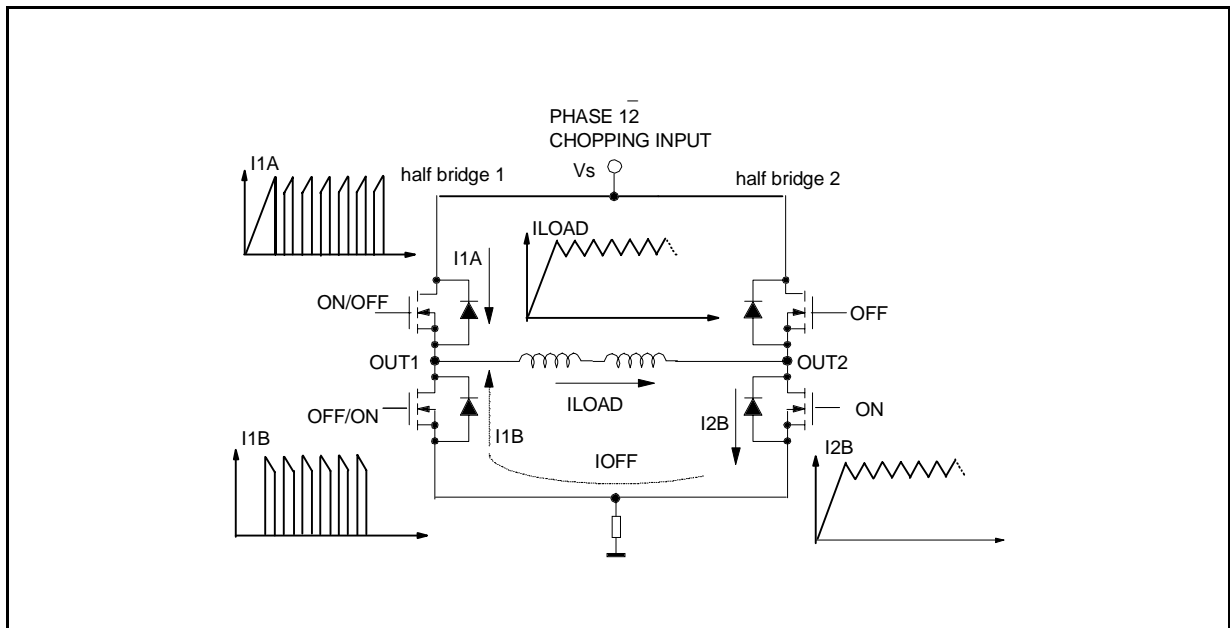 PHASE 12̅
CHOPPING INPUT
Vs
I1A
half bridge 1
half bridge 2
ILOAD
I1A
ON/OFF
OFF
OUT1
OUT2
ILOAD
OFF/ON
ON
I1B
I2B
I1B
IOFF
I2B